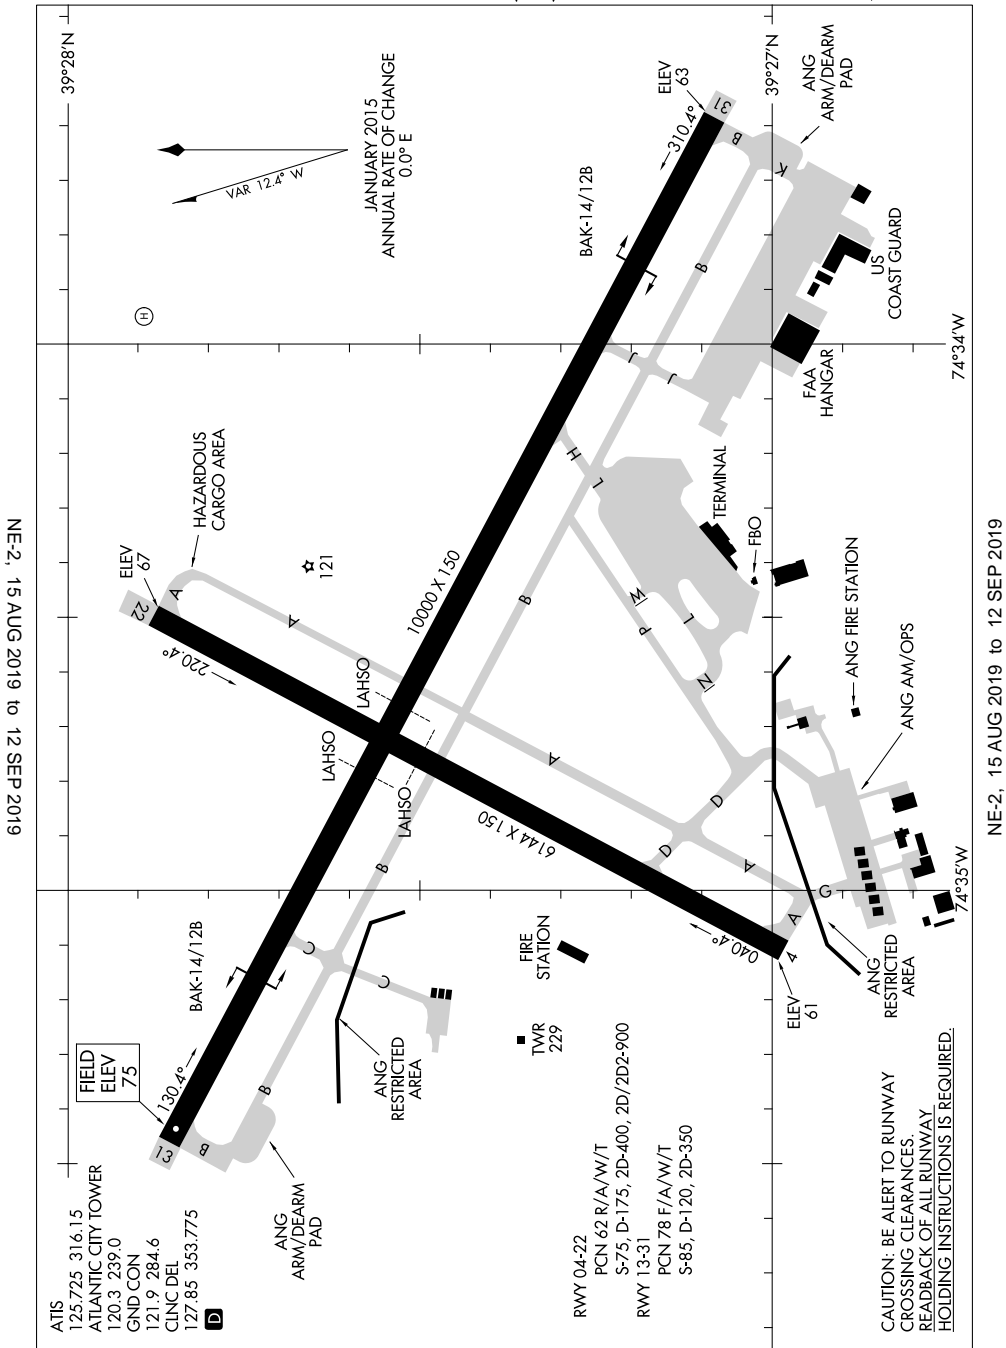 ATIS
125.725 316.15
ATLANTIC CITY TOWER
120.3 239.0
GND CON
121.9 284.6
CLNC DEL
127.85 353.775
D
39°28'N
39°27'N
JANUARY 2015
ANNUAL RATE OF CHANGE
0.0° E
VAR 12.4° W
H
HAZARDOUS
CARGO AREA
ELEV
67
22
220.4°
A
A
121
ELEV
63
31
310.4°
B
K
ANG
ARM/DEARM
PAD
BAK-14/12B
B
US
COAST GUARD
FAA
HANGAR
74°34'W
J
J
H
L
TERMINAL
FBO
10000 X 150
B
M
P
L
N
ANG FIRE STATION
ANG AM/OPS
LAHSO
LAHSO
LAHSO
6144 X 150
A
D
D
A
G
A
4
040.4°
ELEV
61
ANG
RESTRICTED
AREA
74°35'W
B
C
C
BAK-14/12B
FIELD
ELEV
75
130.4°
13
B
B
ANG
RESTRICTED
AREA
FIRE
STATION
TWR
229
ANG
ARM/DEARM
PAD
RWY 04-22
PCN 62 R/A/W/T
S-75, D-175, 2D-400, 2D/2D2-900
RWY 13-31
PCN 78 F/A/W/T
S-85, D-120, 2D-350
CAUTION: BE ALERT TO RUNWAY
CROSSING CLEARANCES.
READBACK OF ALL RUNWAY
HOLDING INSTRUCTIONS IS REQUIRED.
NE-2, 15 AUG 2019 to 12 SEP 2019
NE-2, 15 AUG 2019 to 12 SEP 2019